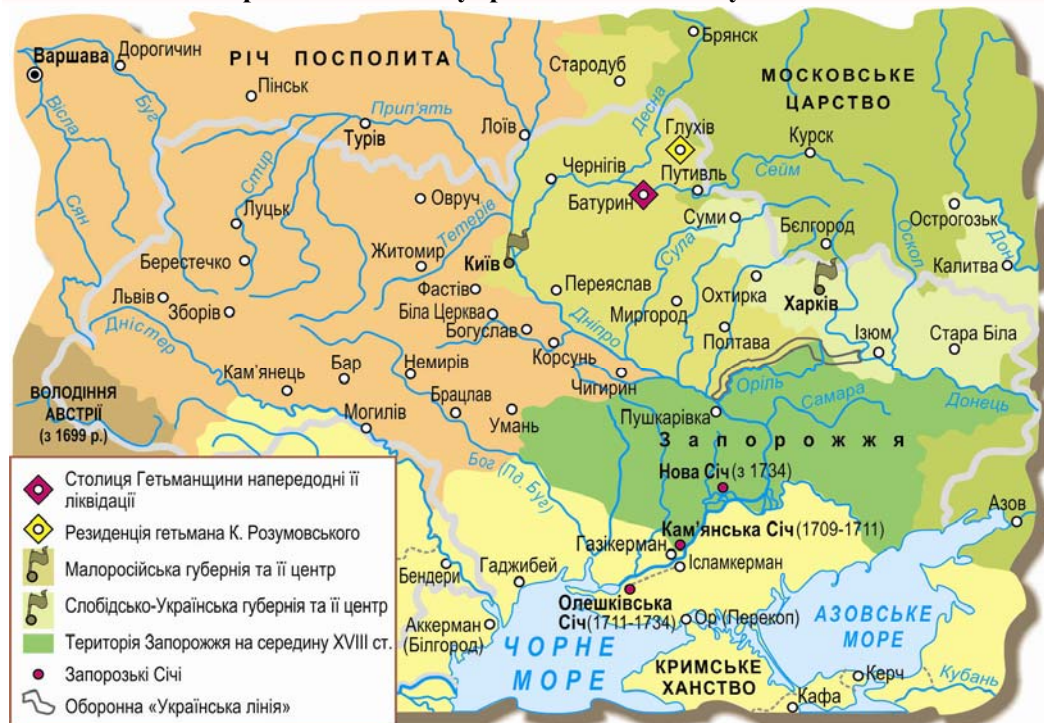 Варшава
Дорогичин
РІЧ ПОСПОЛИТА
Брянск
Стародуб
МОСКОВСЬКЕ
ЦАРСТВО
Пінськ
Вісла
Буг
Прип'ять
Турів
Лоїв
Десна
Глухів
Курск
Чернігів
Путивль
Сейм
Сян
Стир
Луцьк
Овруч
Тетерів
Батурин
Суми
Острогозьк
Дон
Бєлгород
Оскол
Калитва
Берестечко
Житомир
Київ
Сула
Львів
Зборів
Фастів
Переяслав
Охтирка
Харків
Біла Церква
Миргород
Дністер
Богуслав
Дніпро
Полтава
Ізюм
Стара Біла
Корсунь
Бар
Немирів
Кам'янець
Чигирин
Оріль
Самара
Донець
ВОЛОДІННЯ
АВСТРІЇ
(з 1699 р.)
Могилів
Брацлав
Умань
Пушкарівка
Запорожжя
Бог (Пд. Буг)
Нова Січ (з 1734)
Азов
Кам'янська Січ (1709-1711)
Газікерман
Ісламкерман
Бендери
Гаджибей
Олешківська
Січ (1711-1734)
Ор (Перекоп)
АЗОВСЬКЕ
МОРЕ
Аккерман
(Білгород)
ЧОРНЕ
МОРЕ
КРИМСЬКЕ
ХАНСТВО
Керч
Кубань
Кафа
Столиця Гетьманщини напередодні її
ліквідації
Резиденція гетьмана К. Розумовського
Малоросійська губернія та її центр
Слобідсько-Українська губернія та її центр
Територія Запорожжя на середину XVIII ст.
Запорозькі Січі
Оборонна «Українська лінія»